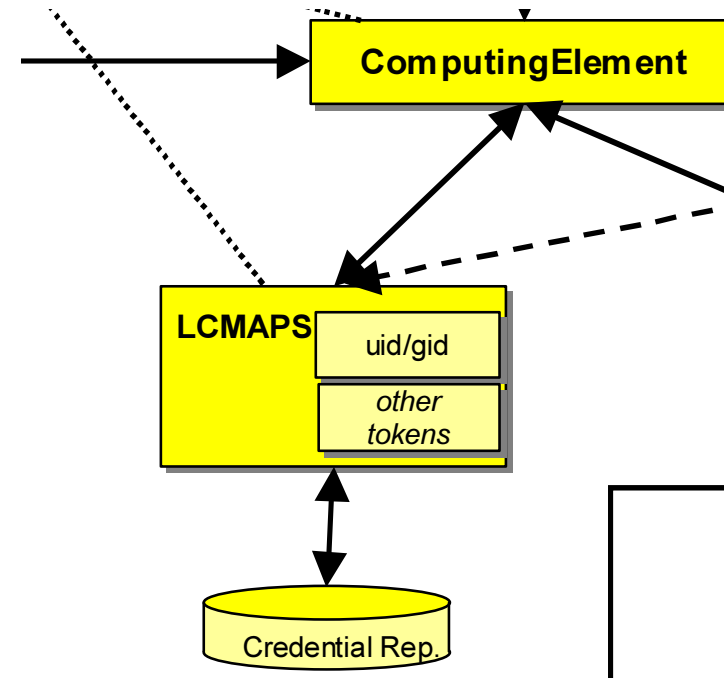 ComputingElement
LCMAPS
uid/gid
other
tokens
Credential Rep.